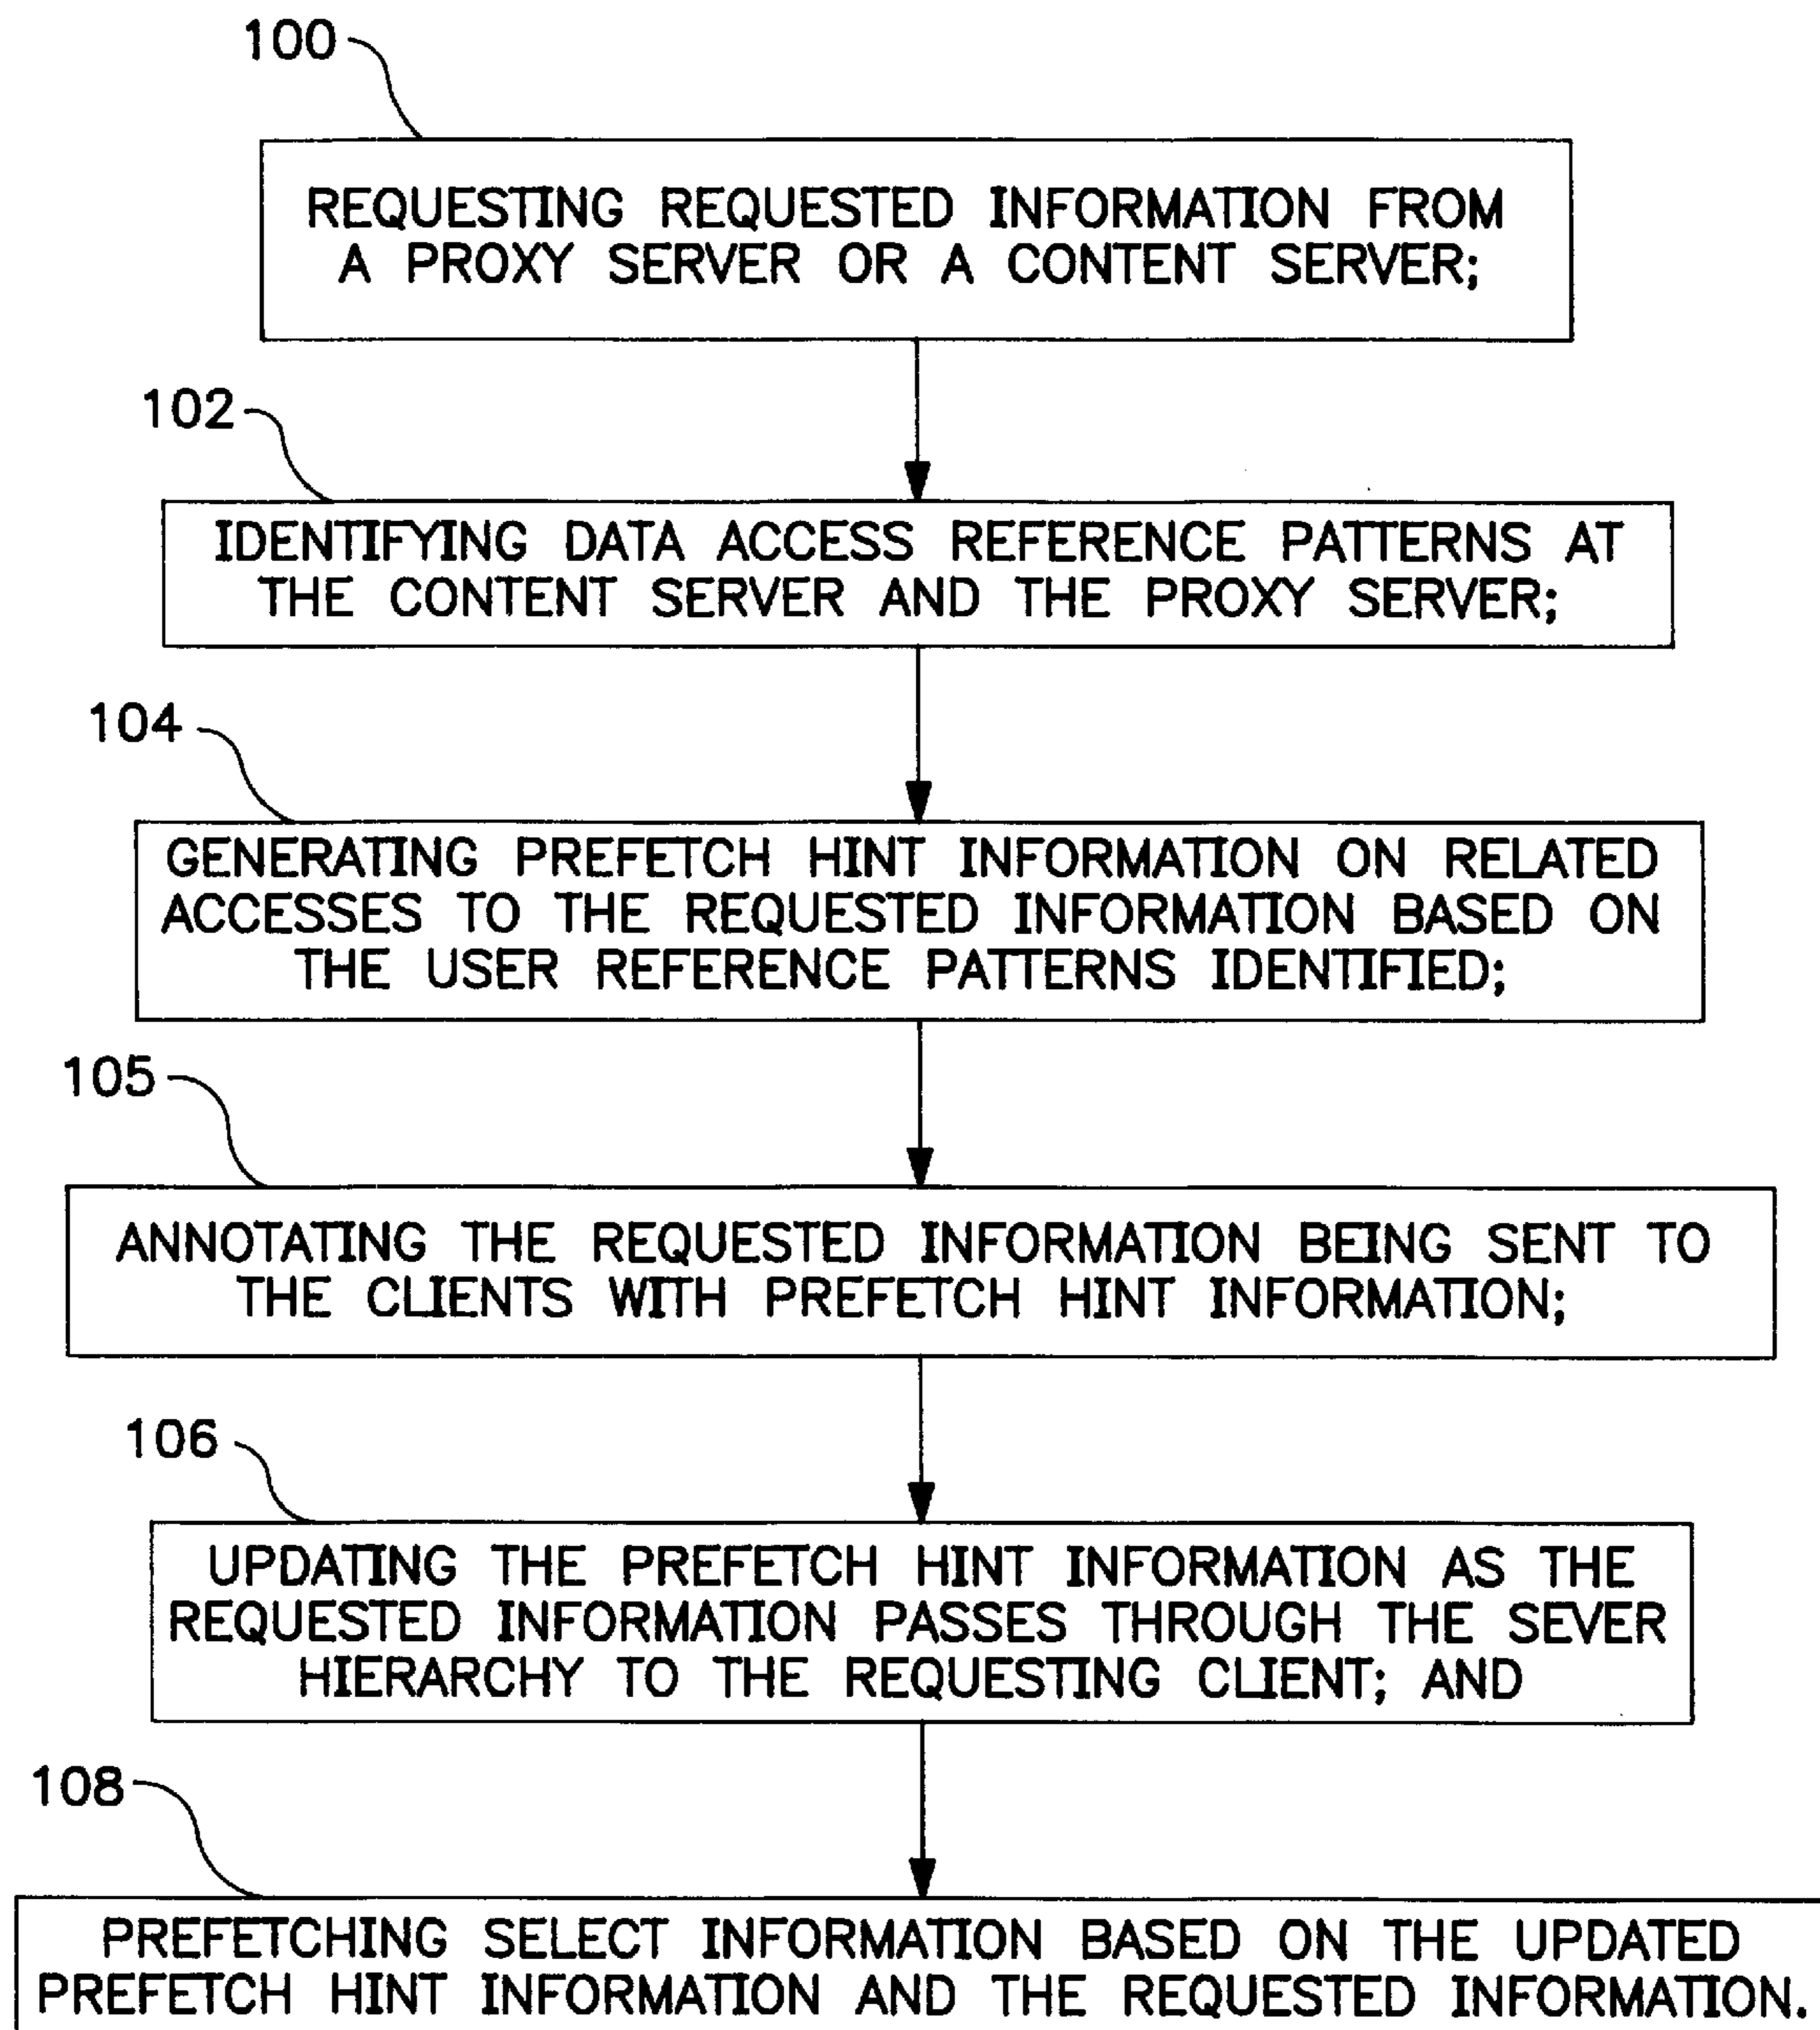 100
REQUESTING REQUESTED INFORMATION FROM
A PROXY SERVER OR A CONTENT SERVER;
102
IDENTIFYING DATA ACCESS REFERENCE PATTERNS AT
THE CONTENT SERVER AND THE PROXY SERVER;
104
GENERATING PREFETCH HINT INFORMATION ON RELATED
ACCESSES TO THE REQUESTED INFORMATION BASED ON
THE USER REFERENCE PATTERNS IDENTIFIED;
105
ANNOTATING THE REQUESTED INFORMATION BEING SENT TO
THE CLIENTS WITH PREFETCH HINT INFORMATION;
106
UPDATING THE PREFETCH HINT INFORMATION AS THE
REQUESTED INFORMATION PASSES THROUGH THE SEVER
HIERARCHY TO THE REQUESTING CLIENT; AND
108
PREFETCHING SELECT INFORMATION BASED ON THE UPDATED
PREFETCH HINT INFORMATION AND THE REQUESTED INFORMATION.